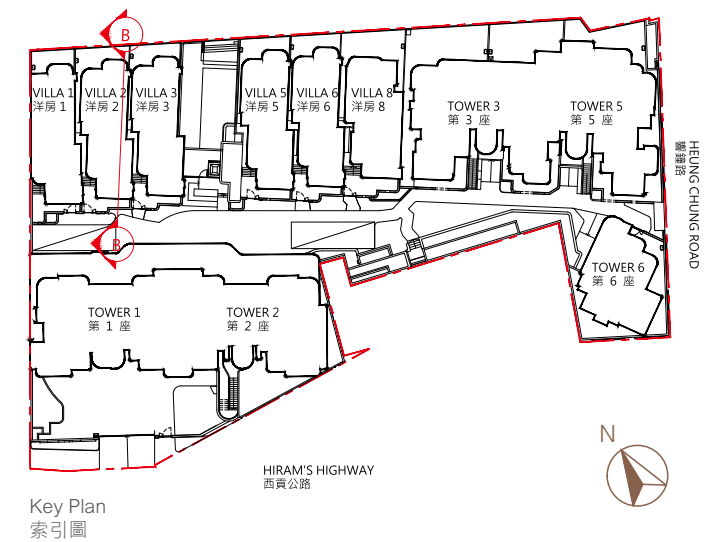 B
VILLA 1
洋房 1
VILLA 2
洋房 2
VILLA 3
洋房 3
VILLA 5
洋房 5
VILLA 6
洋房 6
VILLA 8
洋房 8
TOWER 3
第 3 座
TOWER 5
第 5 座
HEUNG CHUNG ROAD
響鐘路
B
TOWER 6
第 6 座
TOWER 1
第 1 座
TOWER 2
第 2 座
HIRAM'S HIGHWAY
西貢公路
N
Key Plan
索引圖